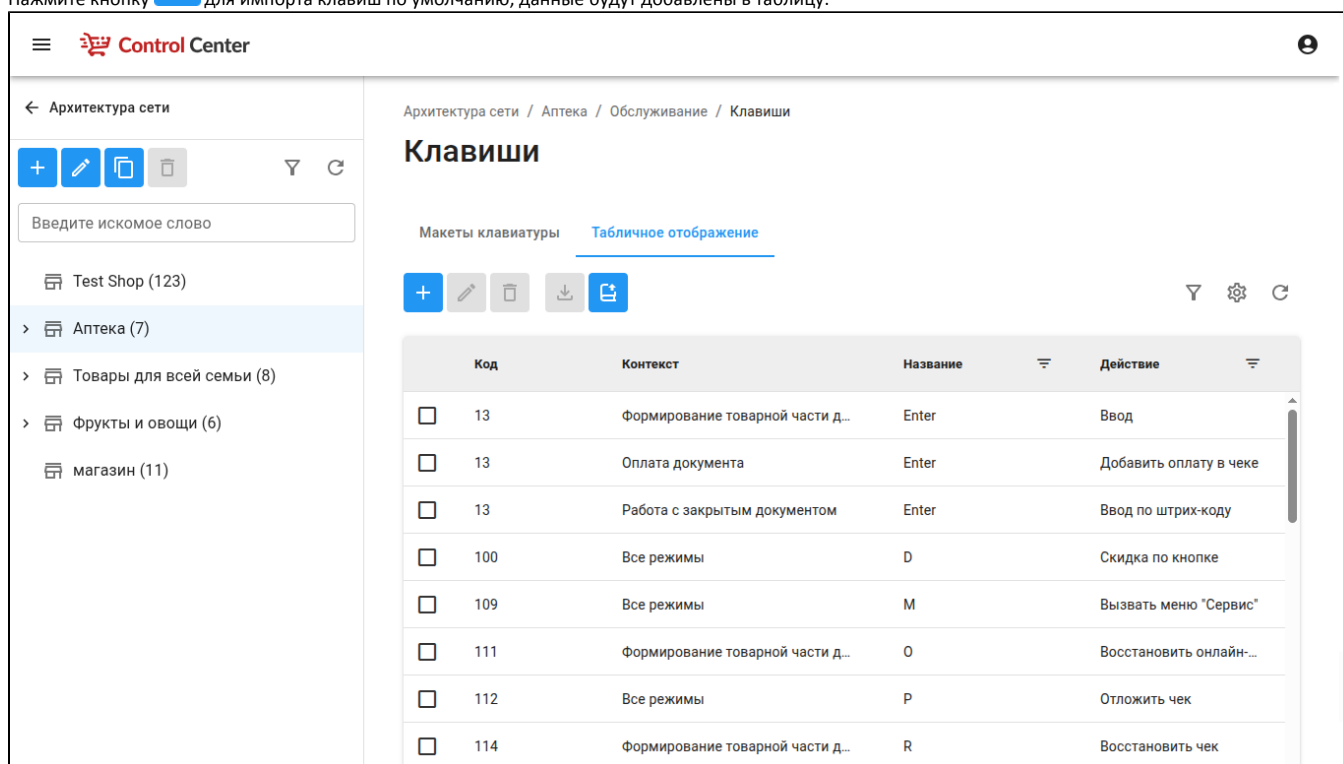 Нажмите кнопку для импорта клавиш по умолчанию, данные будут добавлены в таблицу.
Control Center
Архитектура сети
Архитектура сети / Аптека / Обслуживание / Клавиши
Клавиши
Введите искомое слово
Макеты клавиатуры Табличное отображение
Test Shop (123)
Аптека (7)
Товары для всей семьи (8)
Фрукты и овощи (6)
магазин (11)
Код Контекст Название Действие
13 Формирование товарной части д... Enter Ввод
13 Оплата документа Enter Добавить оплату в чеке
13 Работа с закрытым документом Enter Ввод по штрих-коду
100 Все режимы D Скидка по кнопке
109 Все режимы M Вызвать меню "Сервис"
111 Формирование товарной части д... O Восстановить онлайн-...
112 Все режимы P Отложить чек
114 Формирование товарной части д... R Восстановить чек